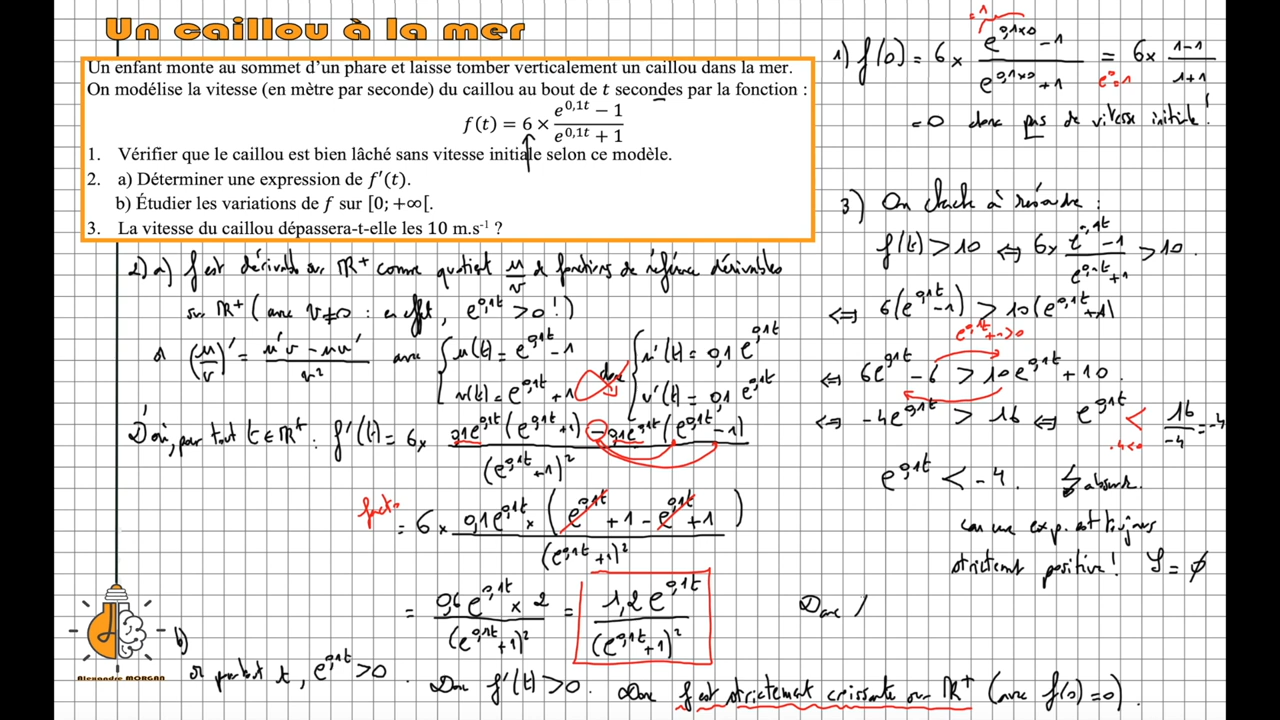 Un caillou à la mer
Un enfant monte au sommet d'un phare et laisse tomber verticalement un caillou dans la mer.
On modélise la vitesse (en mètre par seconde) du caillou au bout de t secondes par la fonction :
f(t) = 6 × (e^{0,1t} − 1)/(e^{0,1t} + 1)
1. Vérifier que le caillou est bien lâché sans vitesse initiale selon ce modèle.
2. a) Déterminer une expression de f′(t).
b) Étudier les variations de f sur [0; +∞[.
3. La vitesse du caillou dépassera-t-elle les 10 m.s⁻¹ ?
2) a) f est dérivable sur ℝ+ comme quotient u/v de fonctions de référence dérivables
sur ℝ+ (avec v≠0 : en effet, e^{0,1t} > 0 !)
or (u/v)' = (u'v − uv')/v² avec { u(t) = e^{0,1t} − 1 donc { u'(t) = 0,1 e^{0,1t}
v(t) = e^{0,1t} + 1 v'(t) = 0,1 e^{0,1t}
D'où, pour tout t∈ℝ+ : f'(t) = 6 × (0,1e^{0,1t}(e^{0,1t} + 1) − 0,1e^{0,1t}(e^{0,1t} − 1))/(e^{0,1t} + 1)²
facto
= 6 × (0,1e^{0,1t} × (e^{0,1t} + 1 − e^{0,1t} + 1))/(e^{0,1t} + 1)²
= (0,6 e^{0,1t} × 2)/(e^{0,1t} + 1)² = (1,2 e^{0,1t})/(e^{0,1t} + 1)²
b) or pour tout t, e^{0,1t} > 0. Donc f'(t) > 0. Donc f est strictement croissante sur ℝ+ (avec f(0) = 0).
Alexandre MORGAN
=1
1) f(0) = 6 × (e^{0,1×0} − 1)/(e^{0,1×0} + 1) = 6 × (1−1)/(1+1)
e^0=1
= 0 donc pas de vitesse initiale !
3) On cherche à résoudre :
f(t) > 10 ⇔ 6 × (e^{0,1t} − 1)/(e^{0,1t} + 1) > 10
⇔ 6(e^{0,1t} − 1) > 10(e^{0,1t} + 1)
e^{0,1t} + 1 > 0
⇔ 6e^{0,1t} − 6 > 10e^{0,1t} + 10
⇔ −4e^{0,1t} > 16 ⇔ e^{0,1t} < 16/−4 = −4
−4<0
e^{0,1t} < −4. absurde.
car une exp. est toujours
strictement positive ! S = ∅
Donc